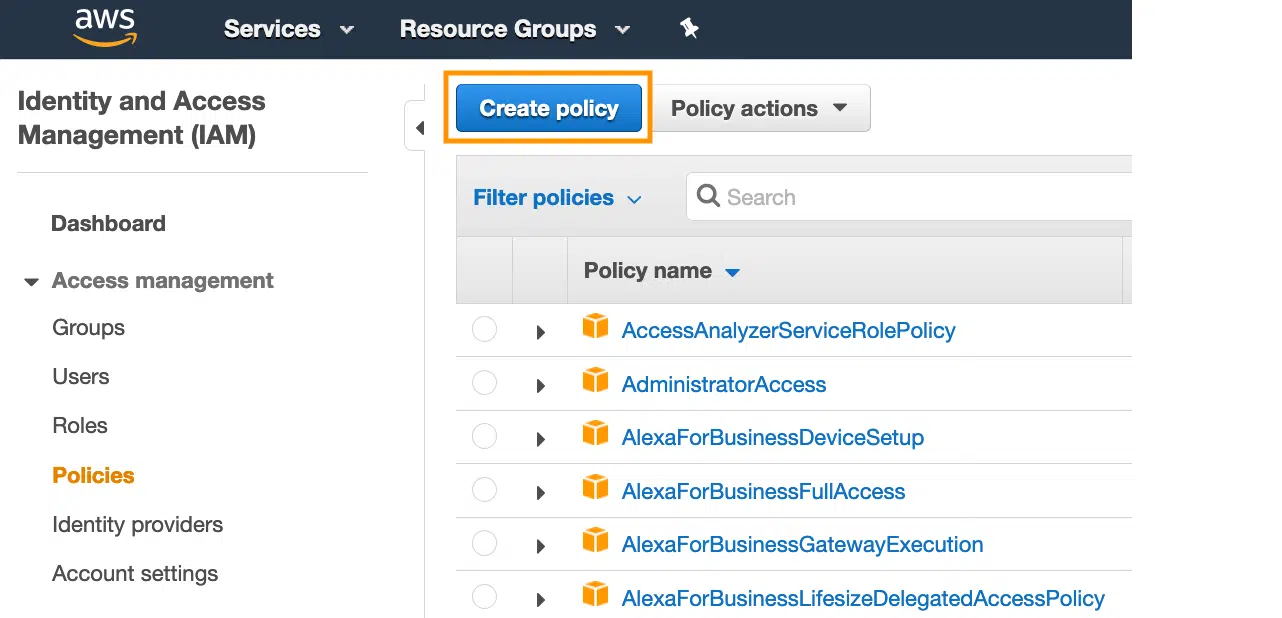 aws
Services
Resource Groups
Identity and Access
Management (IAM)
Dashboard
Access management
Groups
Users
Roles
Policies
Identity providers
Account settings
Create policy
Policy actions
Filter policies
Search
Policy name
AccessAnalyzerServiceRolePolicy
AdministratorAccess
AlexaForBusinessDeviceSetup
AlexaForBusinessFullAccess
AlexaForBusinessGatewayExecution
AlexaForBusinessLifesizeDelegatedAccessPolicy